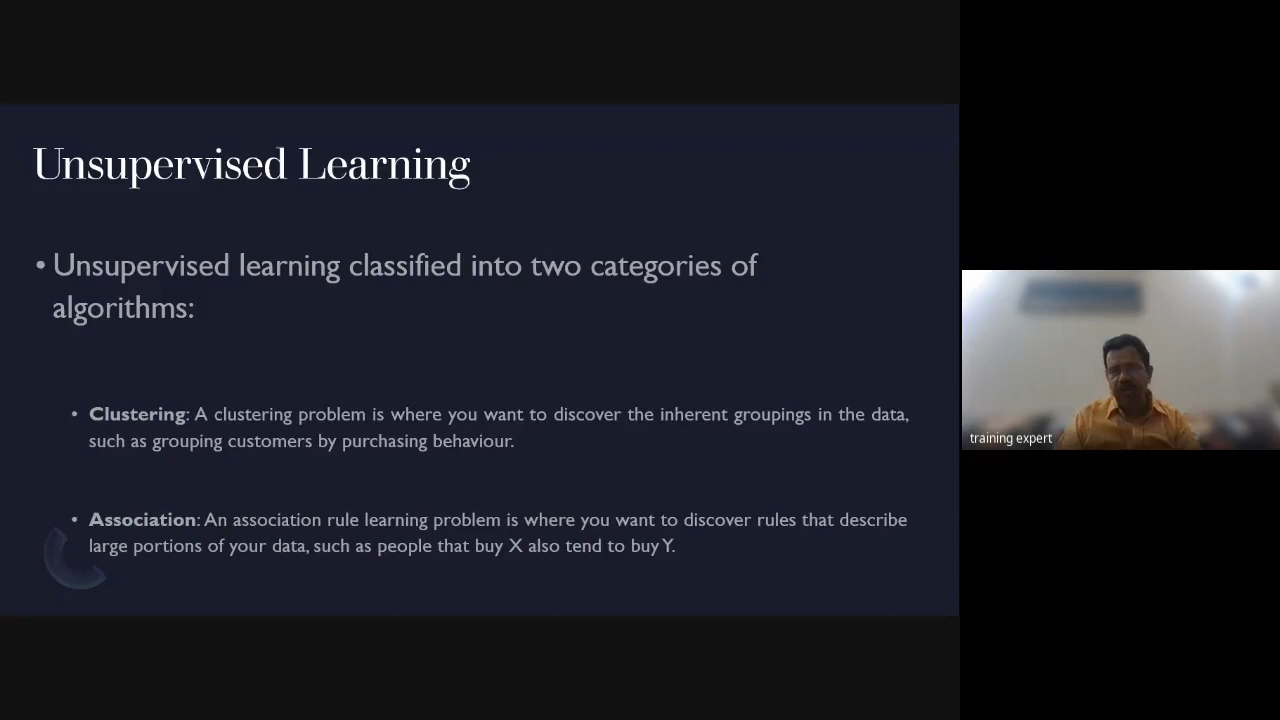 Unsupervised Learning
• Unsupervised learning classified into two categories of
algorithms:
• Clustering: A clustering problem is where you want to discover the inherent groupings in the data,
such as grouping customers by purchasing behaviour.
• Association: An association rule learning problem is where you want to discover rules that describe
large portions of your data, such as people that buy X also tend to buy Y.
training expert